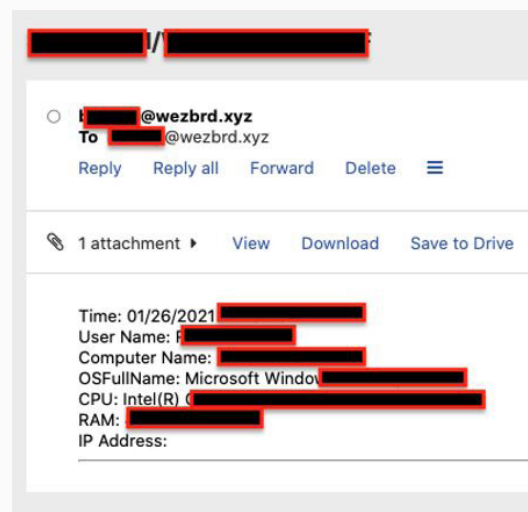 /
@wezbrd.xyz
To @wezbrd.xyz
Reply Reply all Forward Delete
1 attachment View Download Save to Drive
Time: 01/26/2021
User Name:
Computer Name:
OSFullName: Microsoft
CPU: Intel(R)
RAM:
IP Address: